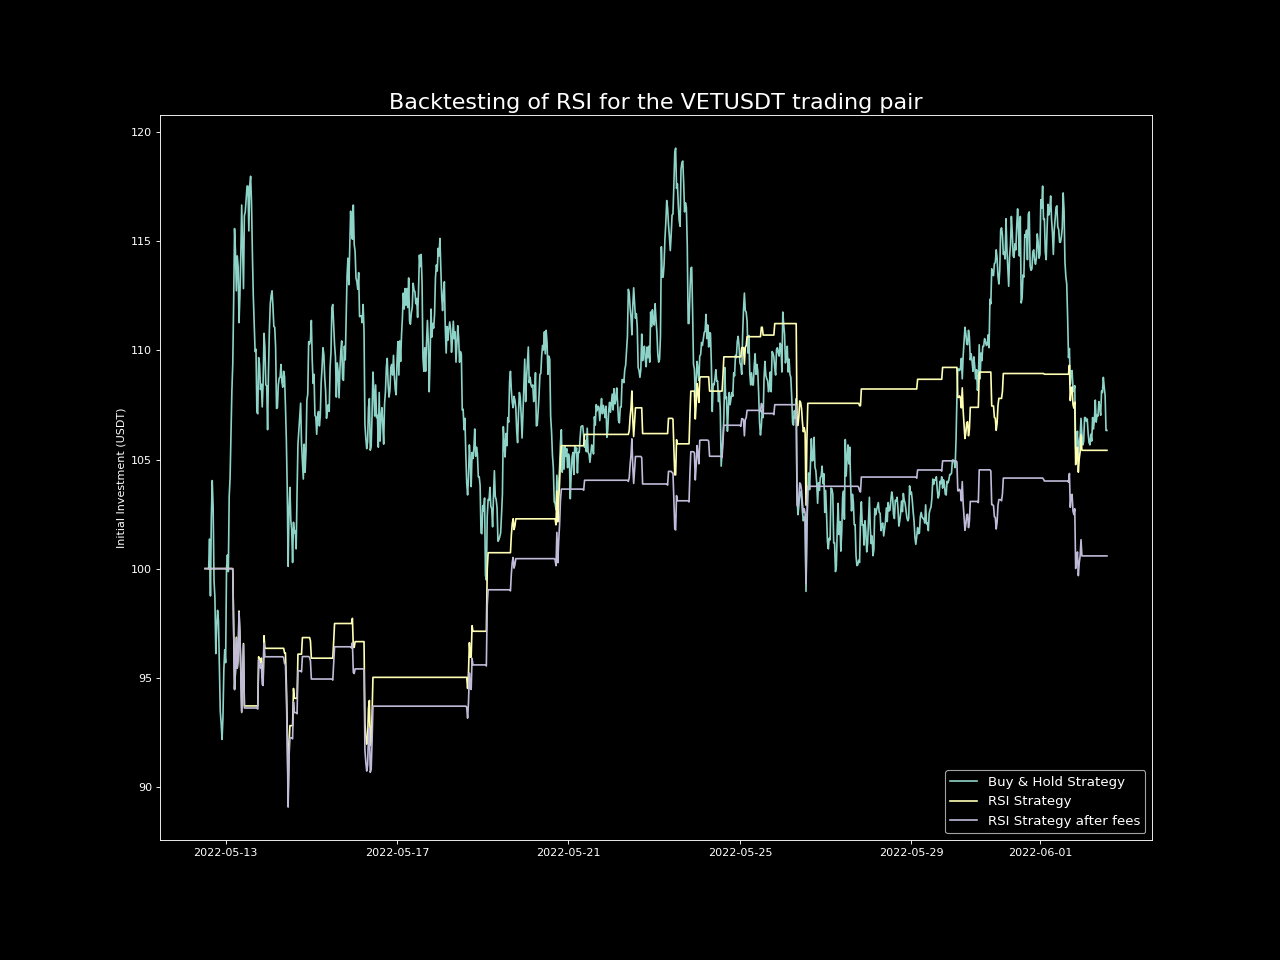 Backtesting of RSI for the VETUSDT trading pair
Initial Investment (USDT)
120
115
110
105
100
95
90
2022-05-13
2022-05-17
2022-05-21
2022-05-25
2022-05-29
2022-06-01
Buy & Hold Strategy
RSI Strategy
RSI Strategy after fees